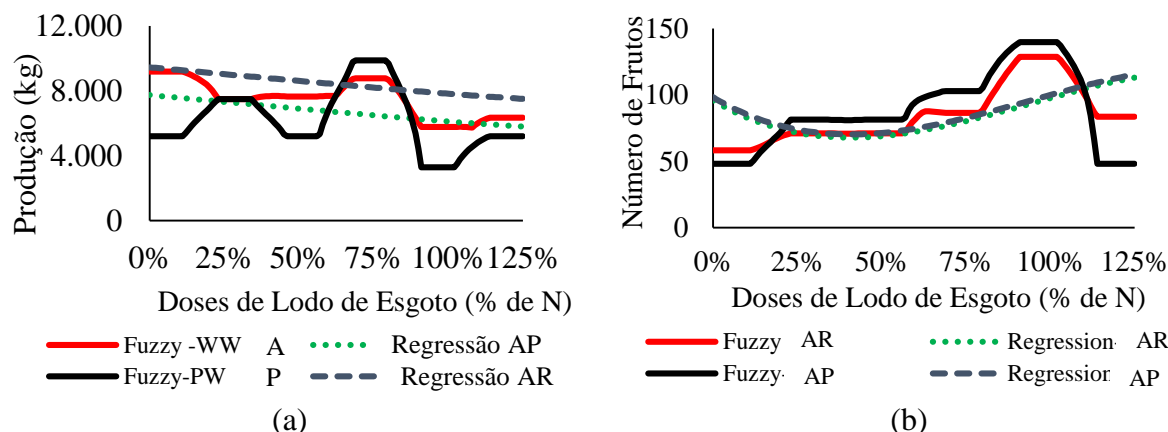 12.000
8.000
4.000
0
Produção (kg)
0% 25% 50% 75% 100% 125%
Doses de Lodo de Esgoto (% de N)
Fuzzy -WW A Regressão AP
Fuzzy-PW P Regressão AR
(a)
150
100
50
0
Número de Frutos
0% 25% 50% 75% 100% 125%
Doses de Lodo de Esgoto (% de N)
Fuzzy AR Regression- AR
Fuzzy- AP Regression AP
(b)